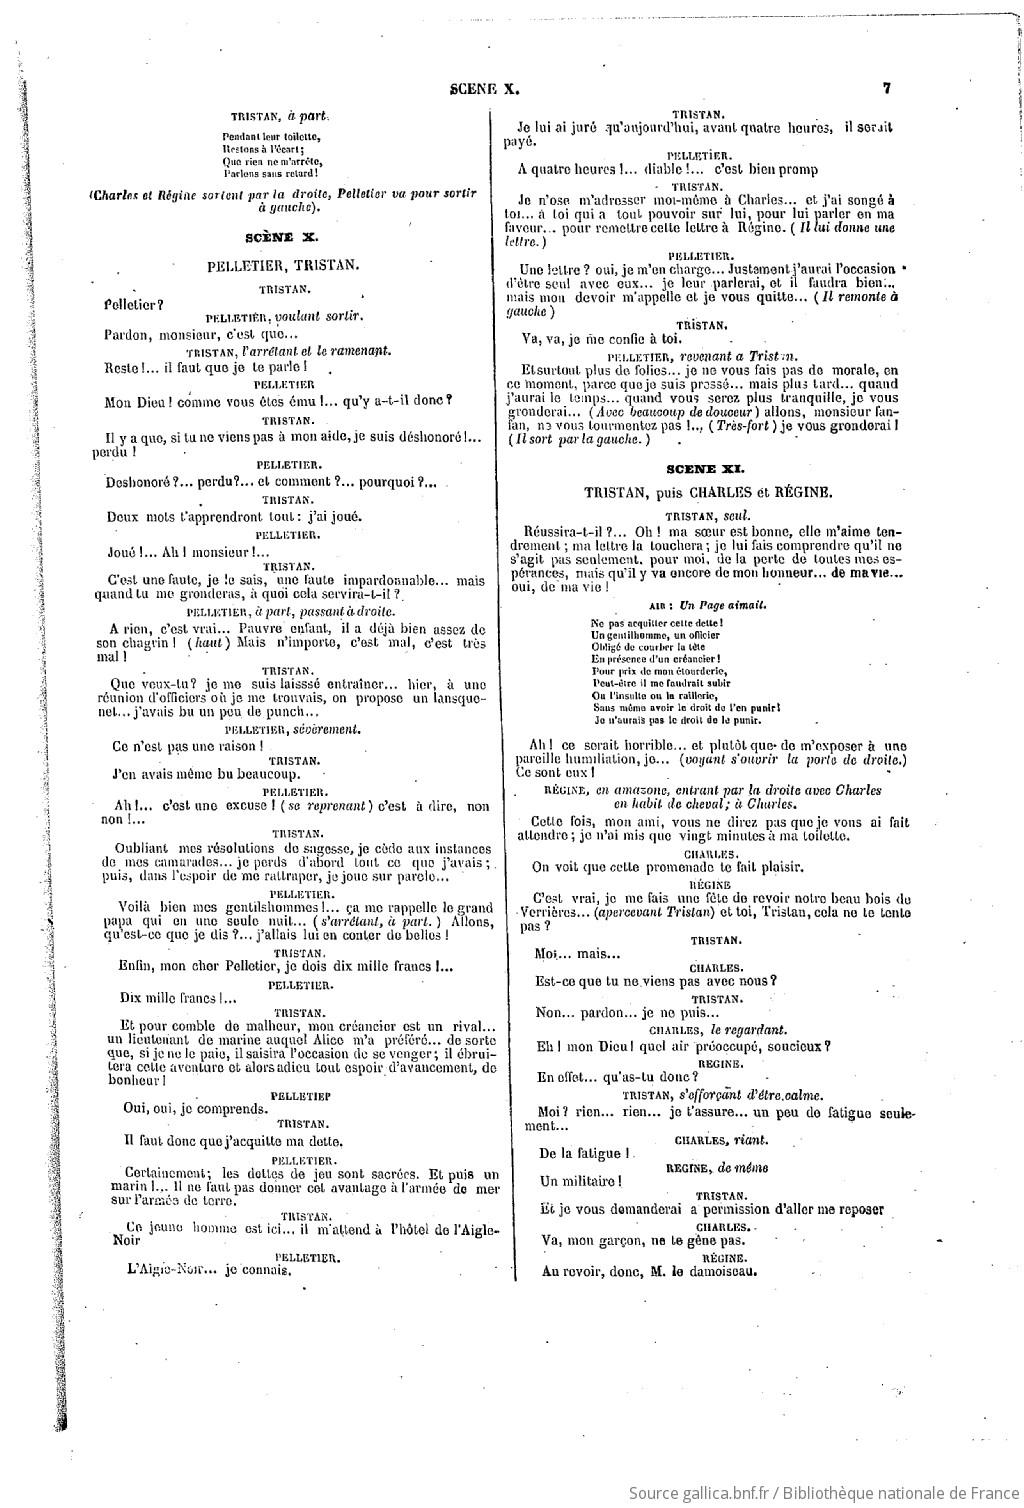 SCENE X.
7
TRISTAN, à part.
Pendant leur toilette,
Restons à l'écart;
Que rien ne m'arrête,
Parlons sans retard!
(Charles et Régine sortent par la droite, Pelletier va pour sortir
à gauche).
SCÈNE X.
PELLETIER, TRISTAN.
TRISTAN.
Pelletier?
PELLETIER, voulant sortir.
Pardon, monsieur, c'est que...
TRISTAN, l'arrêtant et le ramenant.
Reste!... il faut que je te parle!
PELLETIER
Mon Dieu! comme vous êtes ému!... qu'y a-t-il donc?
TRISTAN.
Il y a que, si tu ne viens pas à mon aide, je suis déshonoré!...
perdu!
PELLETIER.
Deshonoré?... perdu?... et comment?... pourquoi?...
TRISTAN.
Deux mots t'apprendront tout: j'ai joué.
PELLETIER.
Joué!... Ah! monsieur!...
TRISTAN.
C'est une faute, je le sais, une faute impardonnable... mais
quand tu me gronderas, à quoi cela servira-t-il?
PELLETIER, à part, passant à droite.
A rien, c'est vrai... Pauvre enfant, il a déjà bien assez de
son chagrin! (haut) Mais n'importe, c'est mal, c'est très
mal!
TRISTAN.
Que veux-tu? je me suis laisssé entraîner... hier, à une
réunion d'officiers où je me trouvais, on propose un lansque-
net... j'avais bu un peu de punch...
PELLETIER, sévèrement.
Ce n'est pas une raison!
TRISTAN.
J'en avais même bu beaucoup.
PELLETIER.
Ah!... c'est une excuse! (se reprenant) c'est à dire, non
non!...
TRISTAN.
Oubliant mes résolutions de sagesse, je cède aux instances
de mes camarades... je perds d'abord tout ce que j'avais;
puis, dans l'espoir de me rattraper, je joue sur parole...
PELLETIER.
Voilà bien mes gentilshommes!... ça me rappelle le grand
papa qui en une seule nuit... (s'arrêtant, à part.) Allons,
qu'est-ce que je dis?... j'allais lui en conter de belles!
TRISTAN.
Enfin, mon cher Pelletier, je dois dix mille francs!...
PELLETIER.
Dix mille francs!...
TRISTAN.
Et pour comble de malheur, mon créancier est un rival...
un lieutenant de marine auquel Alice m'a préféré... de sorte
que, si je ne le paie, il saisira l'occasion de se venger; il ébrui-
tera cette aventure et alors adieu tout espoir d'avancement, de
bonheur!
PELLETIER
Oui, oui, je comprends.
TRISTAN.
Il faut donc que j'acquitte ma dette.
PELLETIER.
Certainement; les dettes de jeu sont sacrées. Et puis un
marin!... Il ne faut pas donner cet avantage à l'armée de mer
sur l'armée de terre.
TRISTAN.
Ce jeune homme est ici... il m'attend à l'hôtel de l'Aigle-
Noir
PELLETIER.
L'Aigle-Noir... je connais.
TRISTAN.
Je lui ai juré qu'aujourd'hui, avant quatre heures, il serait
payé.
PELLETIER.
A quatre heures!... diable!... c'est bien promp
TRISTAN.
Je n'ose m'adresser moi-même à Charles... et j'ai songé à
toi... à toi qui a tout pouvoir sur lui, pour lui parler en ma
faveur... pour remettre cette lettre à Régine. (Il lui donne une
lettre.)
PELLETIER.
Une lettre? oui, je m'en charge... Justement j'aurai l'occasion
d'être seul avec eux... je leur parlerai, et il faudra bien...
mais mon devoir m'appelle et je vous quitte... (Il remonte à
gauche)
TRISTAN.
Va, va, je me confie à toi.
PELLETIER, revenant a Tristan.
Et surtout plus de folies... je ne vous fais pas de morale, en
ce moment, parce que je suis pressé... mais plus tard... quand
j'aurai le temps... quand vous serez plus tranquille, je vous
gronderai... (Avec beaucoup de douceur) allons, monsieur fan-
fan, ne vous tourmentez pas!... (Très-fort) je vous gronderai!
(Il sort par la gauche.)
SCENE XI.
TRISTAN, puis CHARLES et RÉGINE.
TRISTAN, seul.
Réussira-t-il?... Oh! ma sœur est bonne, elle m'aime ten-
drement; ma lettre la touchera; je lui fais comprendre qu'il ne
s'agit pas seulement, pour moi, de la perte de toutes mes es-
pérances, mais qu'il y va encore de mon honneur... de ma vie...
oui, de ma vie!
AIR: Un Page aimait.
Ne pas acquitter cette dette!
Un gentilhomme, un officier
Obligé de courber la tête
En présence d'un créancier!
Pour prix de mon étourderie,
Peut-être il me faudrait subir
Ou l'insulte ou la raillerie,
Sans même avoir le droit de l'en punir!
Je n'aurais pas le droit de le punir.
Ah! ce serait horrible... et plutôt que de m'exposer à une
pareille humiliation, je... (voyant s'ouvrir la porte de droite.)
Ce sont eux!
RÉGINE, en amazone, entrant par la droite avec Charles
en habit de cheval; à Charles.
Cette fois, mon ami, vous ne direz pas que je vous ai fait
attendre; je n'ai mis que vingt minutes à ma toilette.
CHARLES.
On voit que cette promenade te fait plaisir.
RÉGINE
C'est vrai, je me fais une fête de revoir notre beau bois de
Verrières... (apercevant Tristan) et toi, Tristan, cela ne te tente
pas?
TRISTAN.
Moi... mais...
CHARLES.
Est-ce que tu ne viens pas avec nous?
TRISTAN.
Non... pardon... je ne puis...
CHARLES, le regardant.
Eh! mon Dieu! quel air préoccupé, soucieux?
REGINE.
En effet... qu'as-tu donc?
TRISTAN, s'efforçant d'être calme.
Moi? rien... rien... je t'assure... un peu de fatigue seule-
ment...
CHARLES, riant.
De la fatigue!
REGINE, de même
Un militaire!
TRISTAN.
Et je vous demanderai a permission d'aller me reposer
CHARLES.
Va, mon garçon, ne te gêne pas.
RÉGINE.
Au revoir, donc, M. le damoiseau.
Source gallica.bnf.fr / Bibliothèque nationale de France